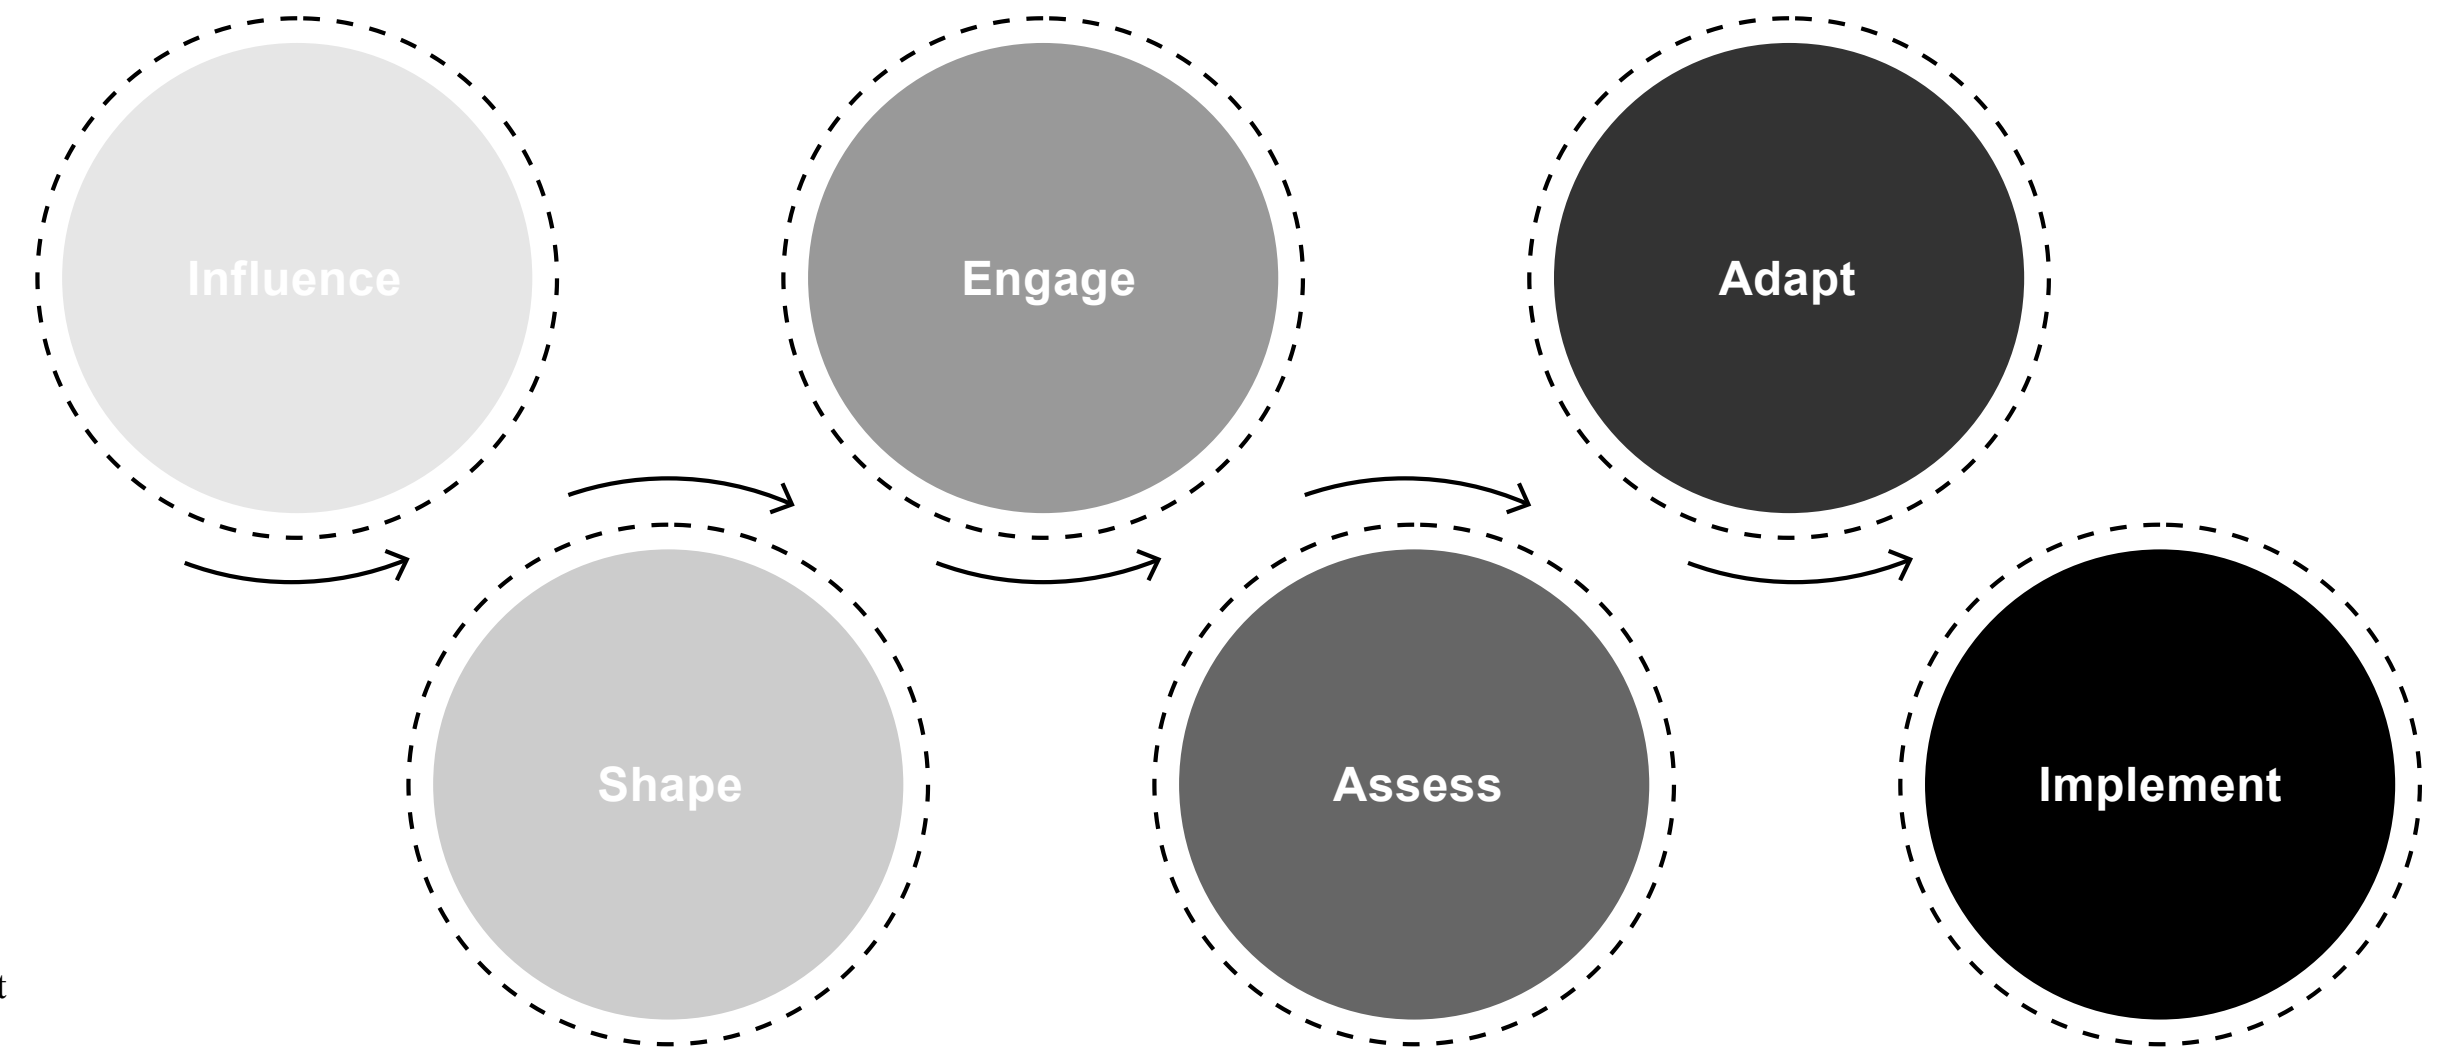 Influence
Shape
Engage
Assess
Adapt
Implement
t